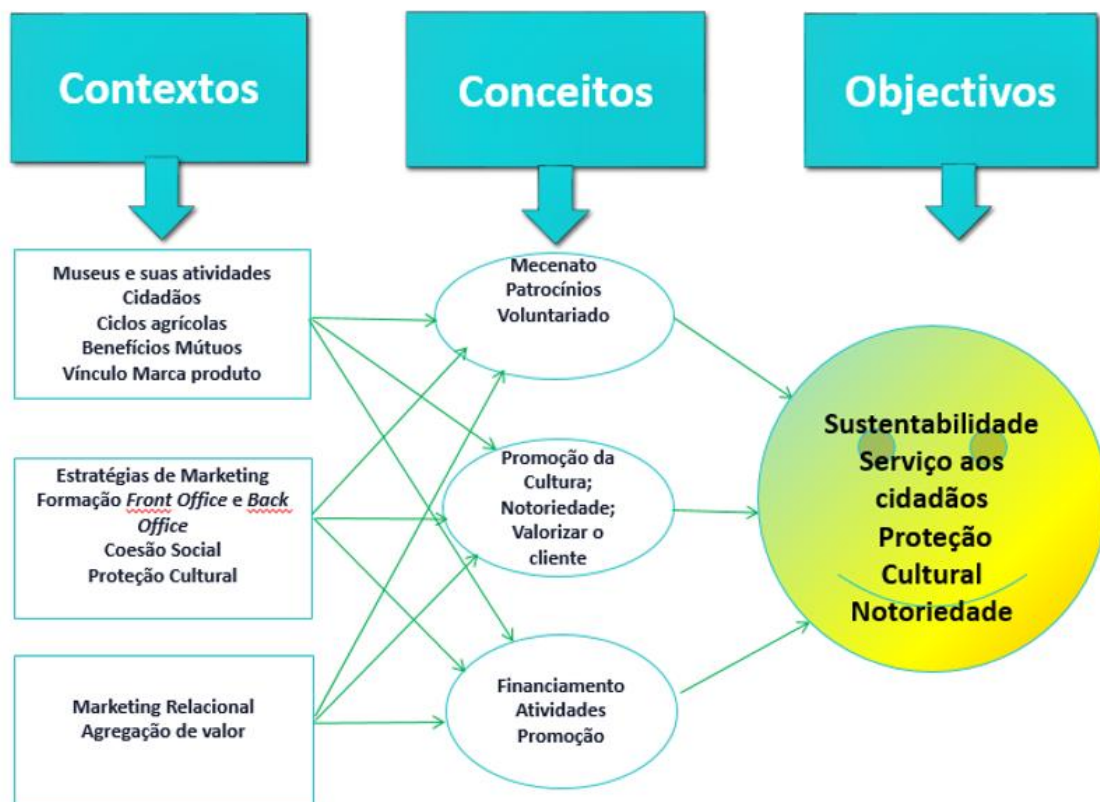 Contextos
Conceitos
Objectivos
Museus e suas atividades
Cidadãos
Ciclos agrícolas
Benefícios Mútuos
Vínculo Marca produto
Estratégias de Marketing
Formação Front Office e Back
Office
Coesão Social
Proteção Cultural
Marketing Relacional
Agregação de valor
Mecenato
Patrocínios
Voluntariado
Promoção da
Cultura;
Notoriedade;
Valorizar o
cliente
Financiamento
Atividades
Promoção
Sustentabilidade
Serviço aos
cidadãos
Proteção
Cultural
Notoriedade